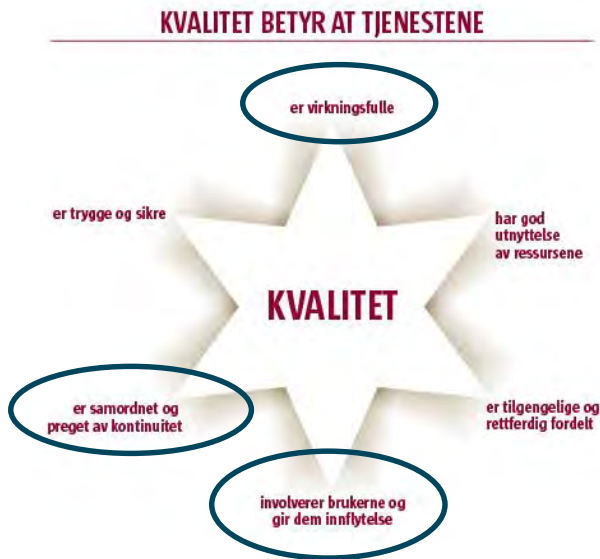 KVALITET BETYR AT TJENESTENE
er virkningsfulle
er trygge og sikre
har god
utnyttelse
av ressursene
KVALITET
er samordnet og
preget av kontinuitet
er tilgengelige og
rettferdig fordelt
involverer brukerne og
gir dem innflytelse